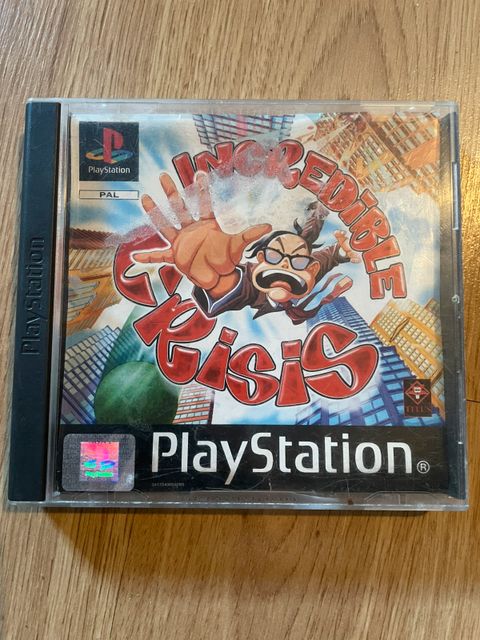 PlayStation
PlayStation
PAL
INCREDIBLE
CRISIS
TITUS
PlayStation®